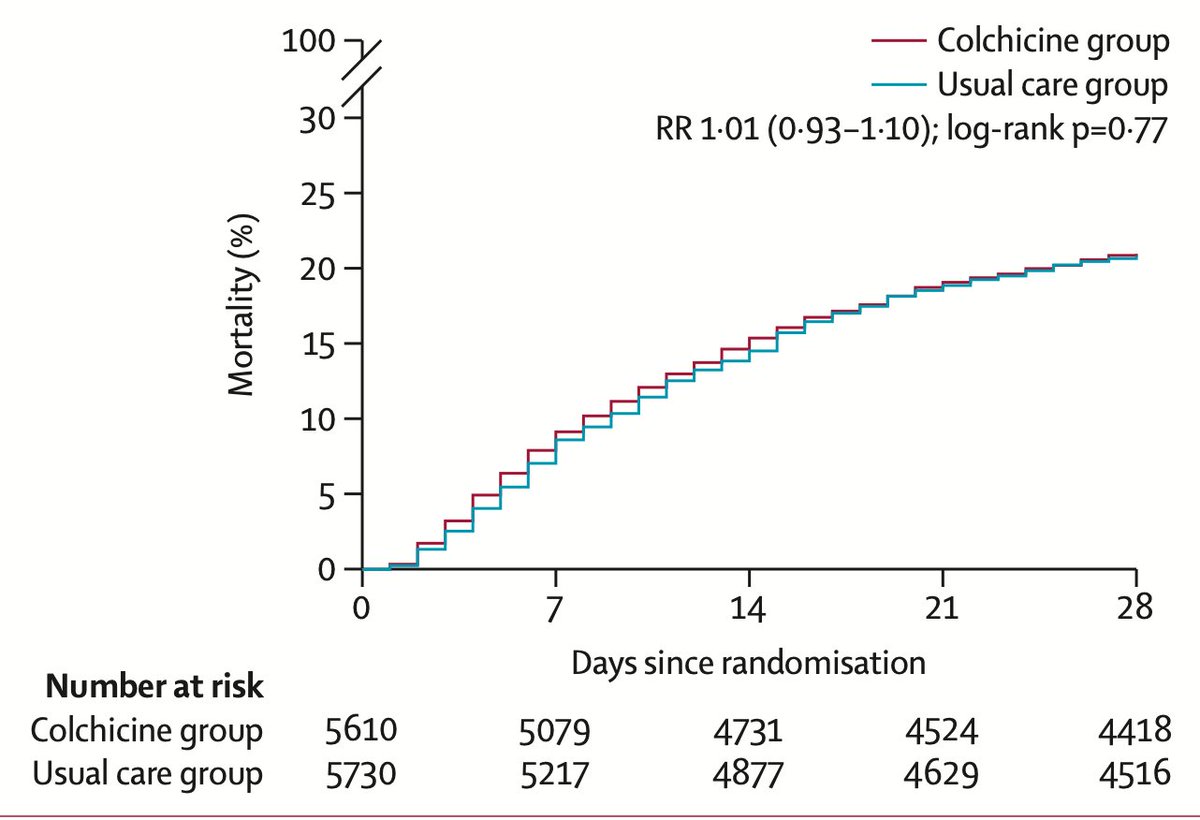 100
30
25
20
15
10
5
0
Mortality (%)
Colchicine group
Usual care group
RR 1·01 (0·93–1·10); log-rank p=0·77
0 7 14 21 28
Days since randomisation
Number at risk
Colchicine group 5610 5079 4731 4524 4418
Usual care group 5730 5217 4877 4629 4516